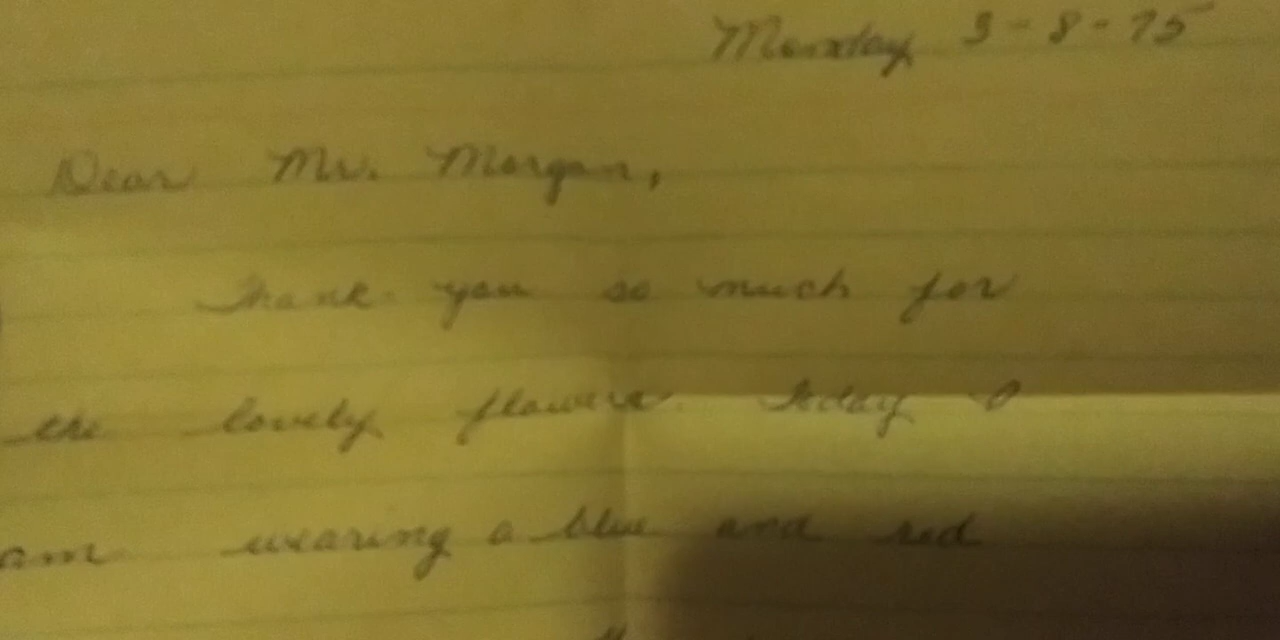 Monday 3-8-75
Dear Mr. Morgan,
Thank you so much for
the lovely flowers. Today I
am wearing a blue and red